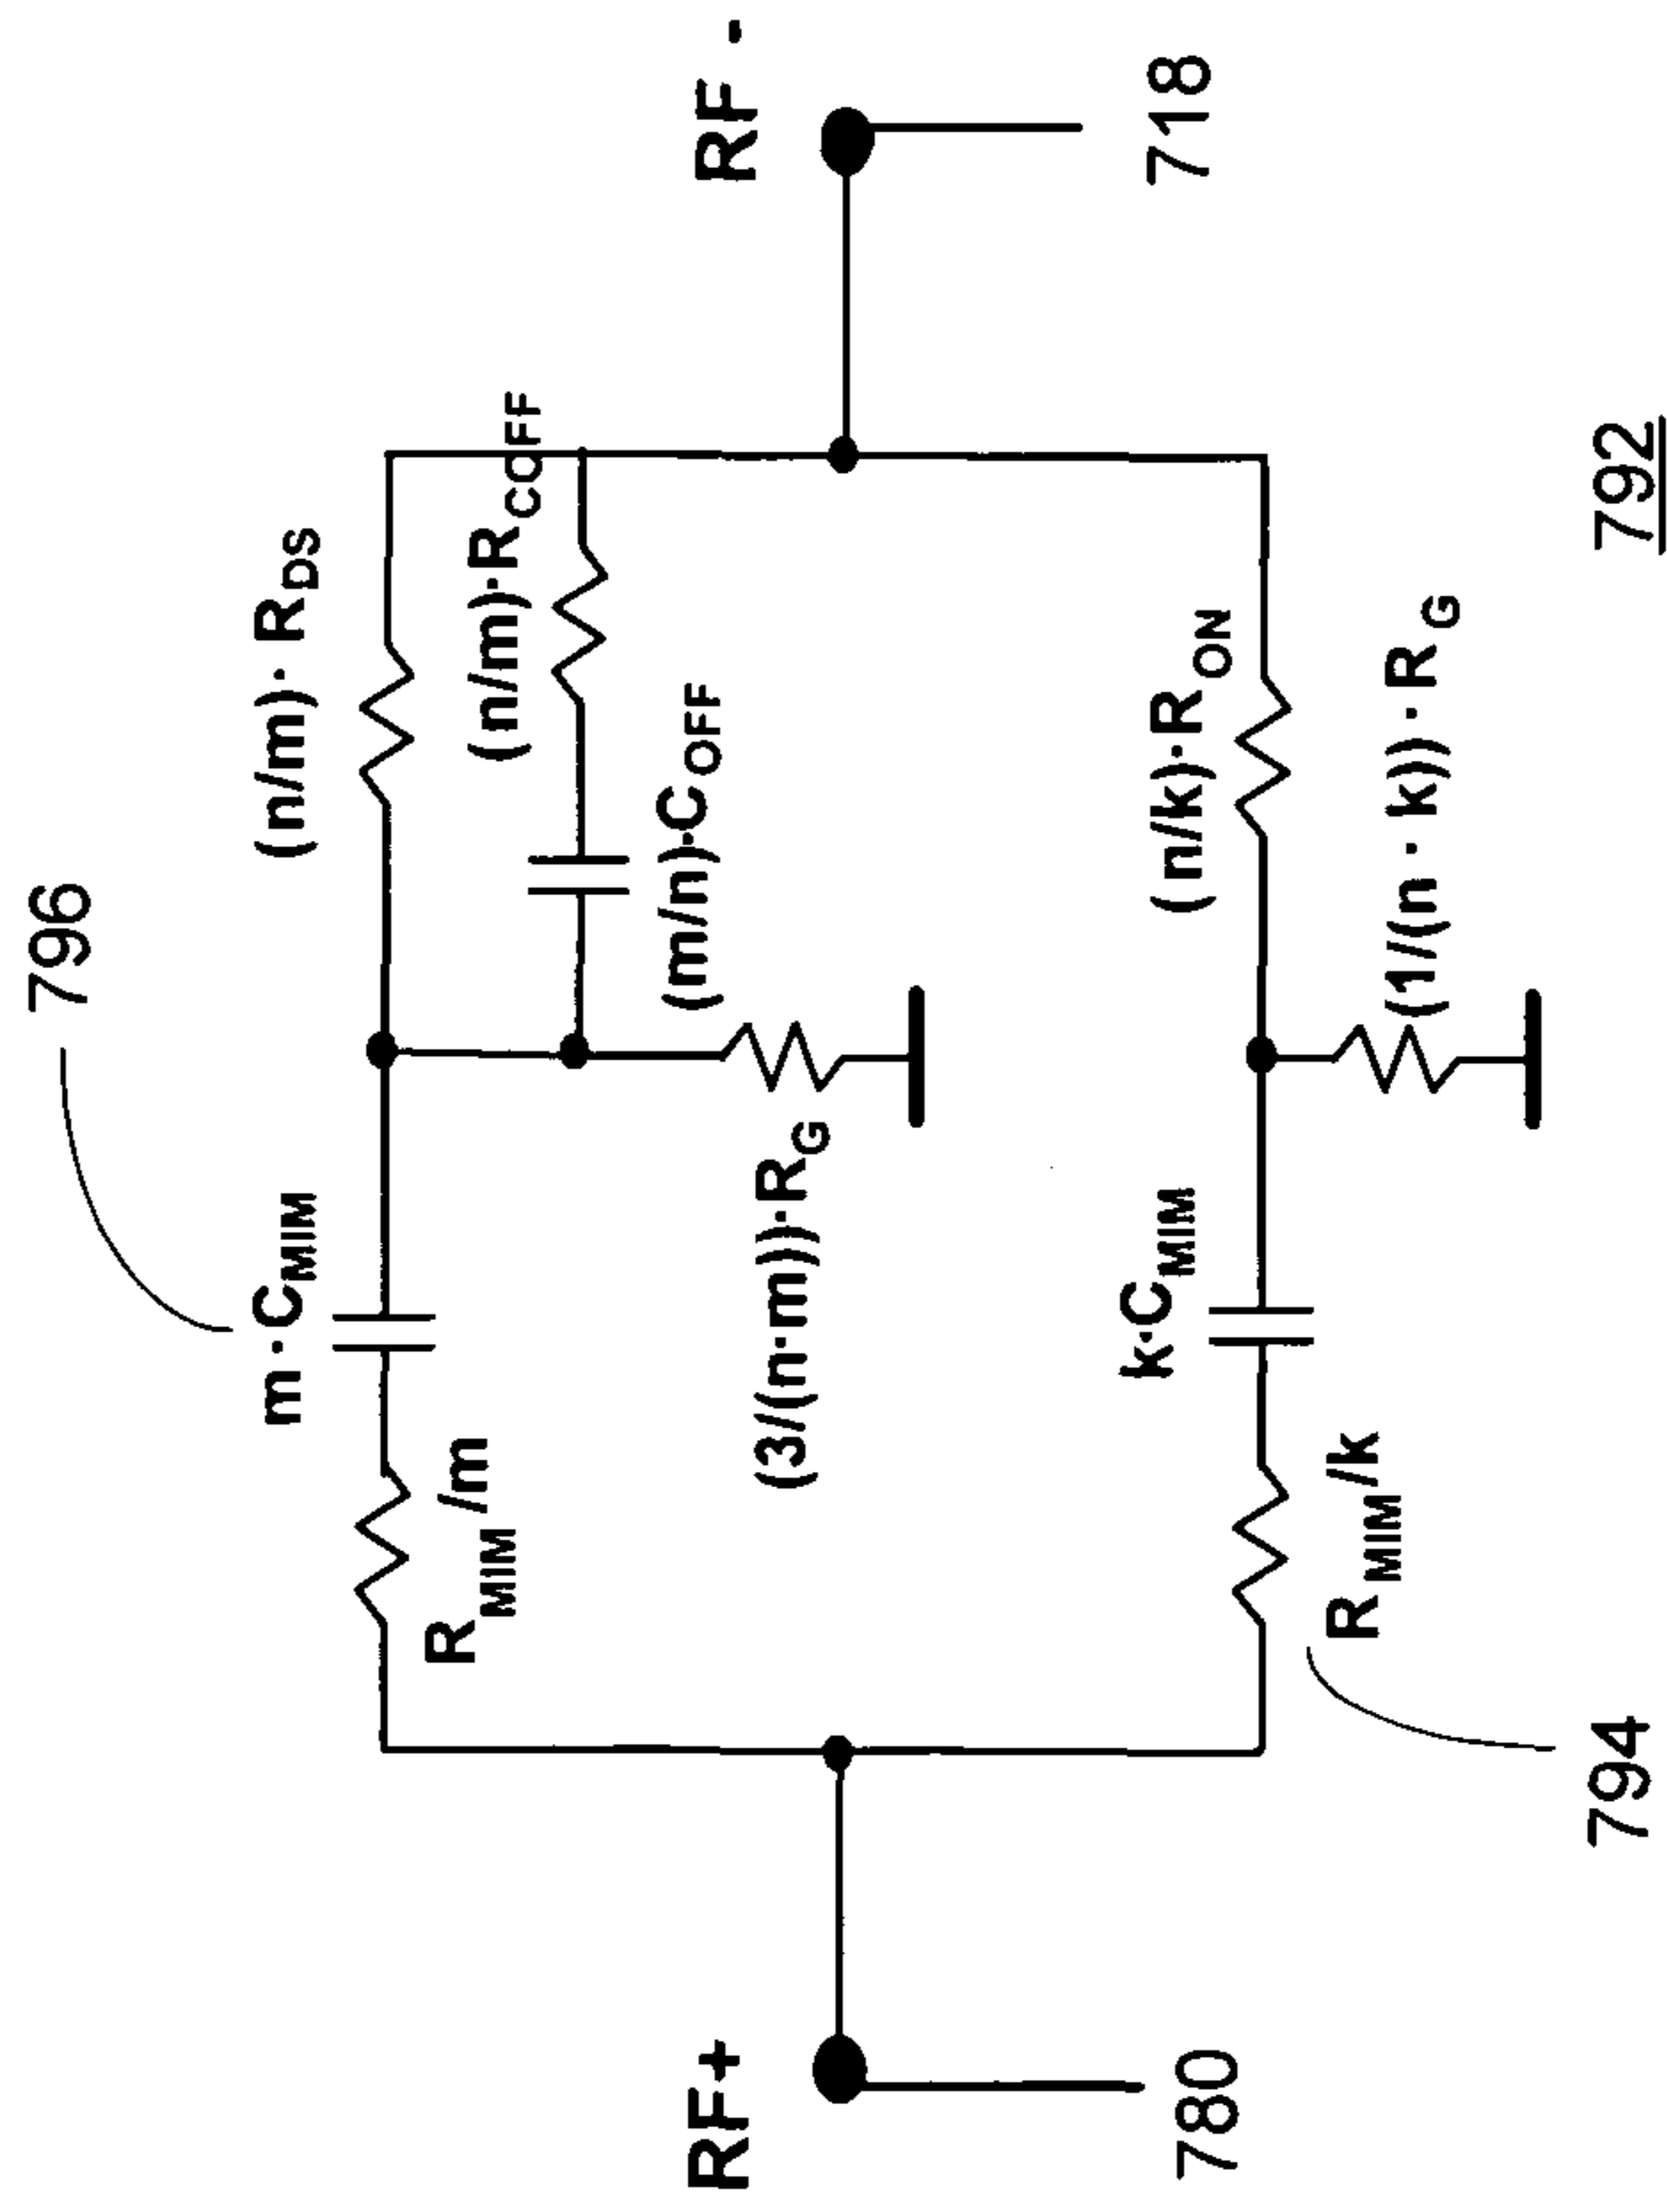 796
(n/m)· R_DS
m·C_MIM
(n/m)·R_COFF
R_MIM/m
(m/n)·C_OFF
(3/(n·m))·R_G
RF+
RF -
780
718
k·C_MIM
(n/k)·R_ON
R_MIM/k
(1/(n · k)) · R_G
794
792